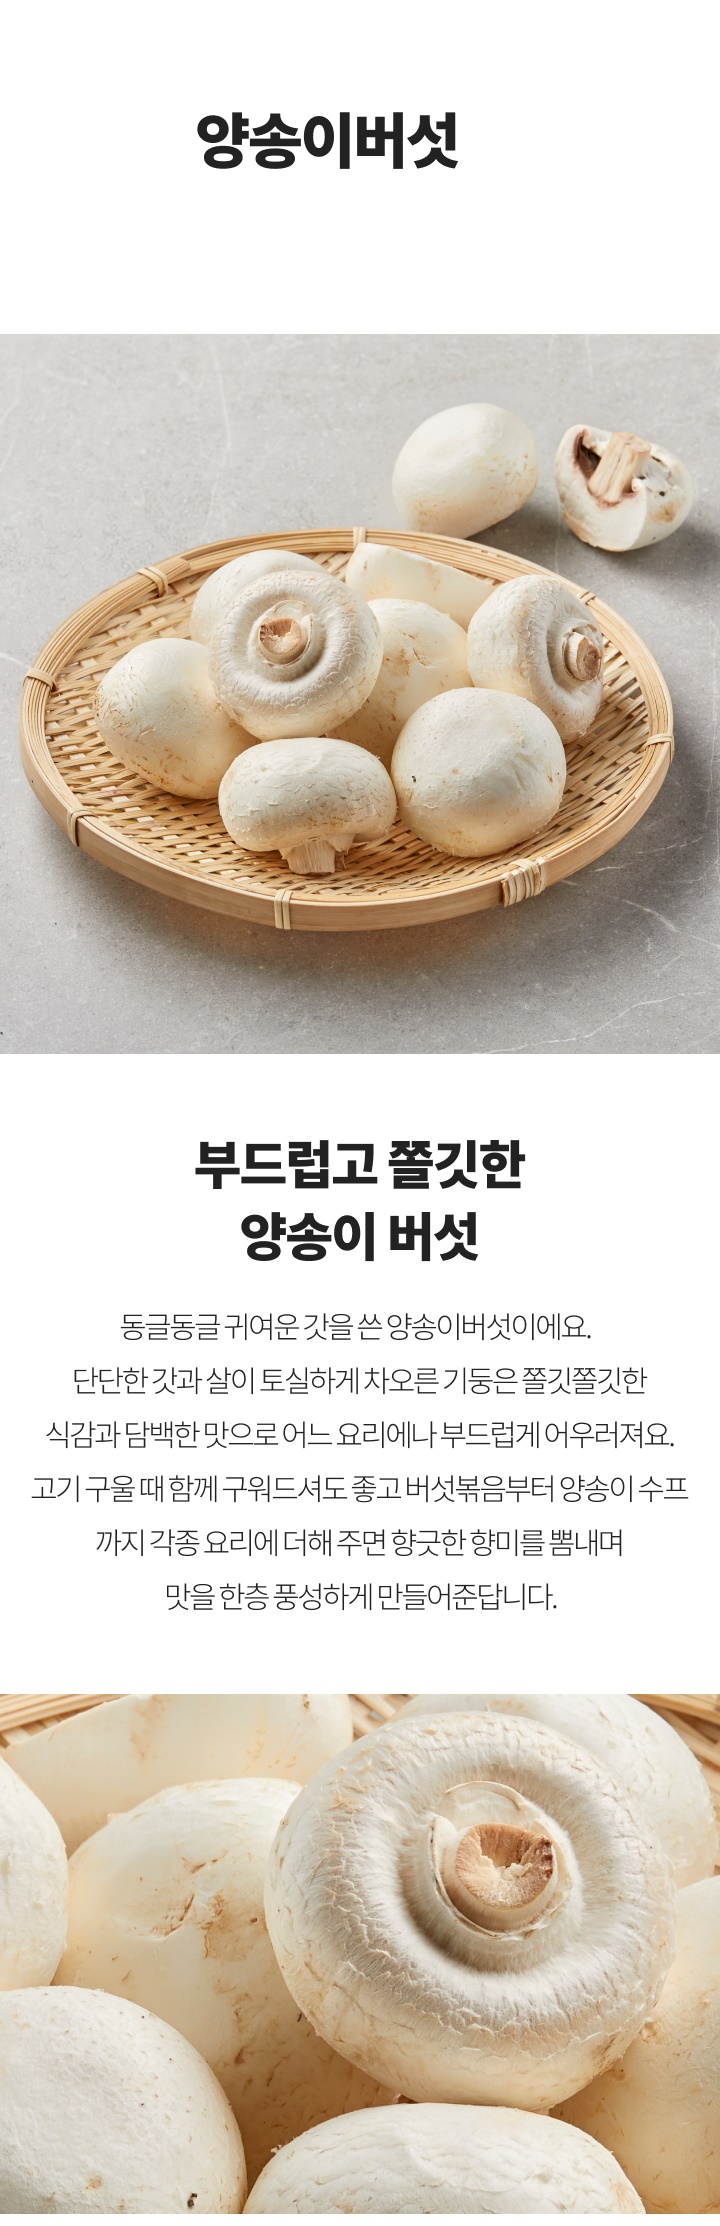 양송이버섯
부드럽고 쫄깃한
양송이 버섯
동글동글 귀여운 갓을 쓴 양송이버섯이에요.
단단한 갓과 살이 토실하게 차오른 기둥은 쫄깃쫄깃한
식감과 담백한 맛으로 어느 요리에나 부드럽게 어우러져요.
고기 구울 때 함께 구워드셔도 좋고 버섯볶음부터 양송이 수프
까지 각종 요리에 더해 주면 향긋한 향미를 뽐내며
맛을 한층 풍성하게 만들어준답니다.